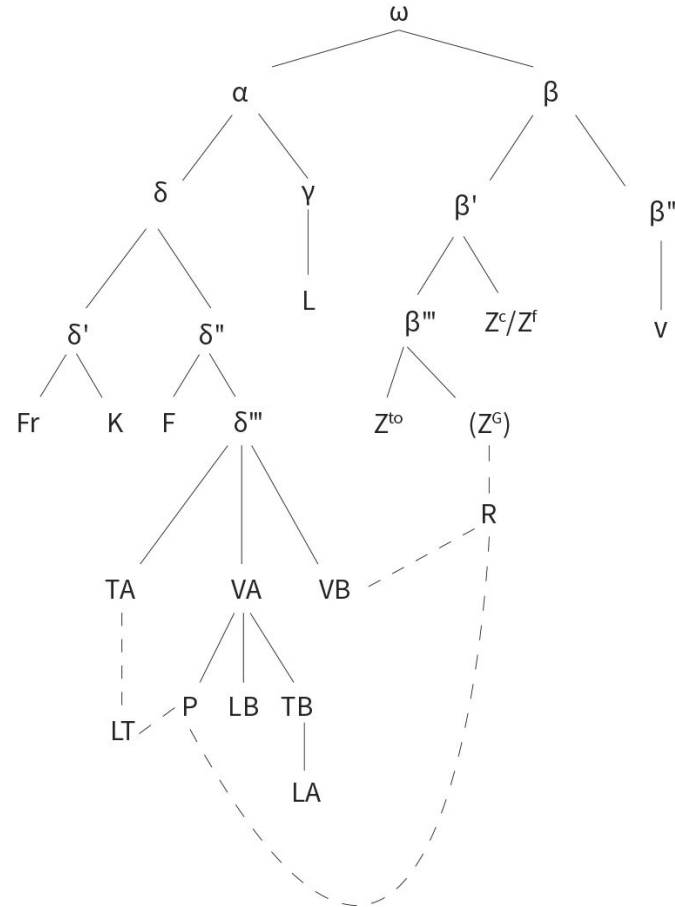 ω
α β
δ γ β' β"
L
δ' δ" β"' Zᶜ/Zᶠ v
Fr K F δ"' Zᵗᵒ (Zᴳ)
R
TA VA VB
P LB TB
LT
LA